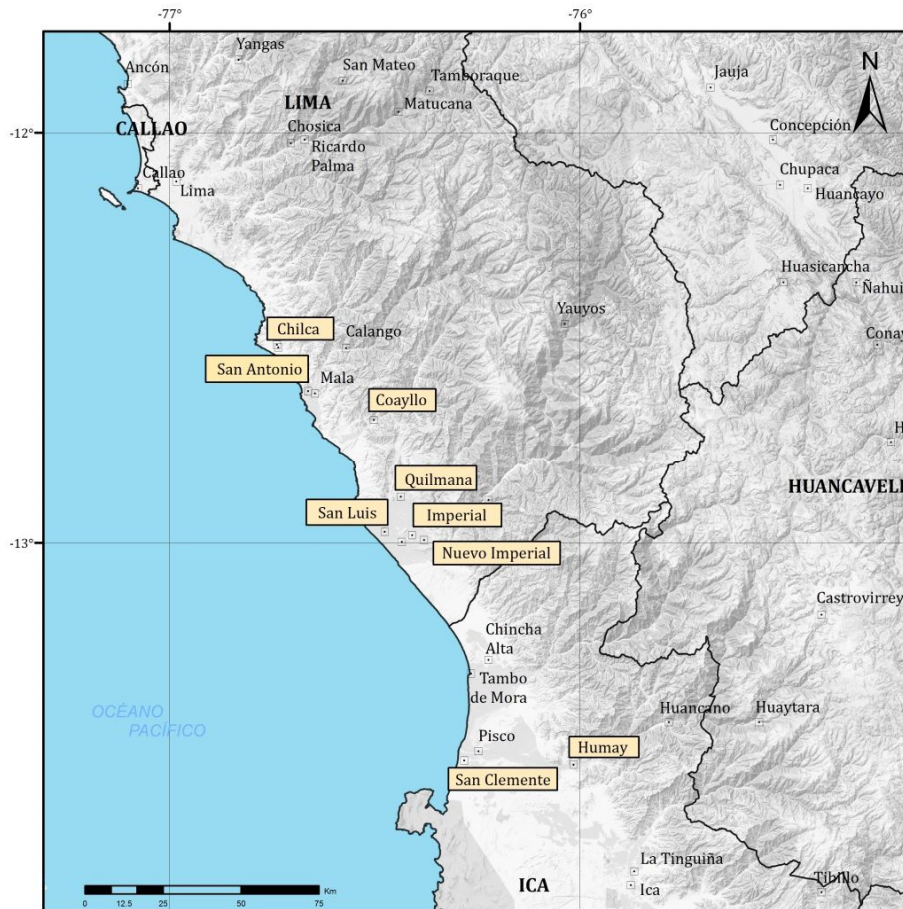 -77°
-76°
Yangas
Ancón
San Mateo
Tamboraque
Jauja
N
LIMA
Matucana
CALLAO
Chosica
Ricardo
Palma
Concepción
Callao
Lima
Chupaca
Huancayo
-12°
Huasicancha
Ñahui
Yauyos
Chilca
Calango
Conay
San Antonio
Mala
Coayllo
H
Quilmana
HUANCAVELI
San Luis
Imperial
-13°
Nuevo Imperial
Castrovirrey
Chincha
Alta
Tambo
de Mora
Huancano
Huaytara
OCÉANO
PACÍFICO
Pisco
Humay
San Clemente
La Tinguiña
Ica
ICA
Tibillo
Km
0 12.5 25 50 75